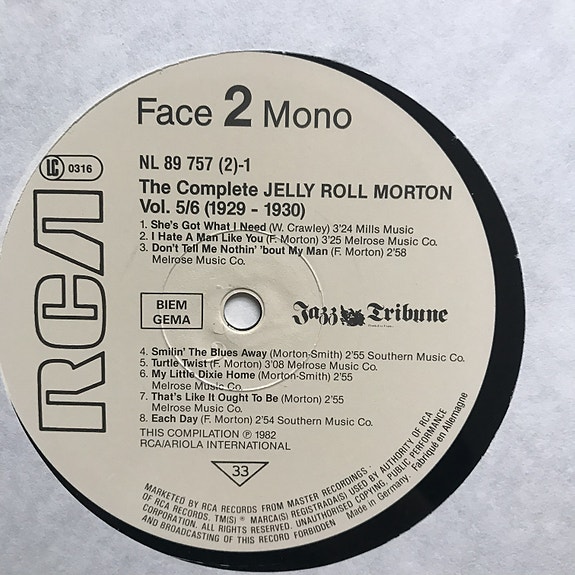 Face 2 Mono
LC 0316
NL 89 757 (2)-1
The Complete JELLY ROLL MORTON
Vol. 5/6 (1929 - 1930)
1. She's Got What I Need (W. Crawley) 3'24 Mills Music
2. I Hate A Man Like You (F. Morton) 3'25 Melrose Music Co.
3. Don't Tell Me Nothin' 'bout My Man (F. Morton) 2'58
Melrose Music Co.
RCA
BIEM
GEMA
Jazz Tribune
4. Smilin' The Blues Away (Morton-Smith) 2'55 Southern Music Co.
5. Turtle Twist (F. Morton) 3'08 Melrose Music Co.
6. My Little Dixie Home (Morton-Smith) 2'55
Melrose Music Co.
7. That's Like It Ought To Be (Morton) 2'55
Melrose Music Co.
8. Each Day (F. Morton) 2'54 Southern Music Co.
THIS COMPILATION ℗ 1982
RCA/ARIOLA INTERNATIONAL
33
MARKETED BY RCA RECORDS FROM MASTER RECORDINGS.
OF RCA RECORDS, TM(S) ® MARCA(S) REGISTRADA(S) USED BY AUTHORITY OF RCA
CORPORATION. ALL RIGHTS RESERVED. UNAUTHORISED COPYING, PUBLIC PERFORMANCE
AND BROADCASTING OF THIS RECORD FORBIDDEN
Made in Germany. Fabriqué en Allemagne